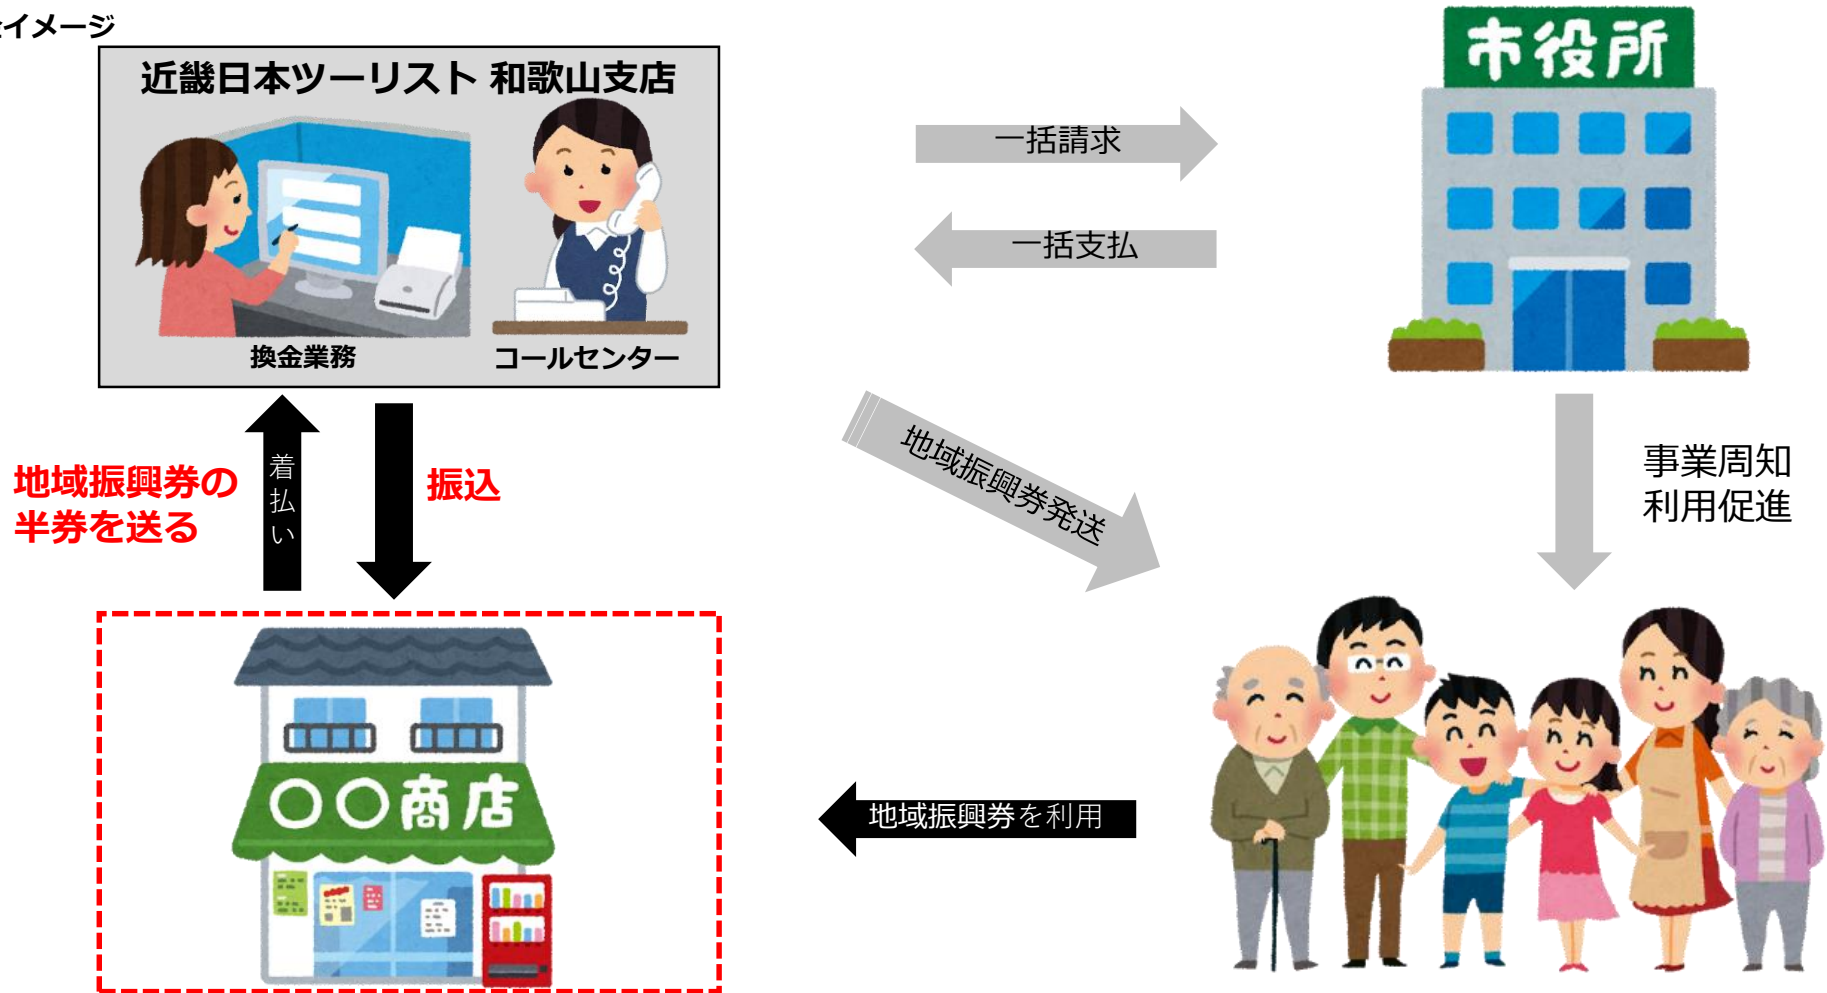 イメージ
近畿日本ツーリスト 和歌山支店
換金業務
コールセンター
一括請求
一括支払
市役所
地域振興券の
半券を送る
着払い
振込
地域振興券発送
事業周知
利用促進
〇〇商店
地域振興券を利用